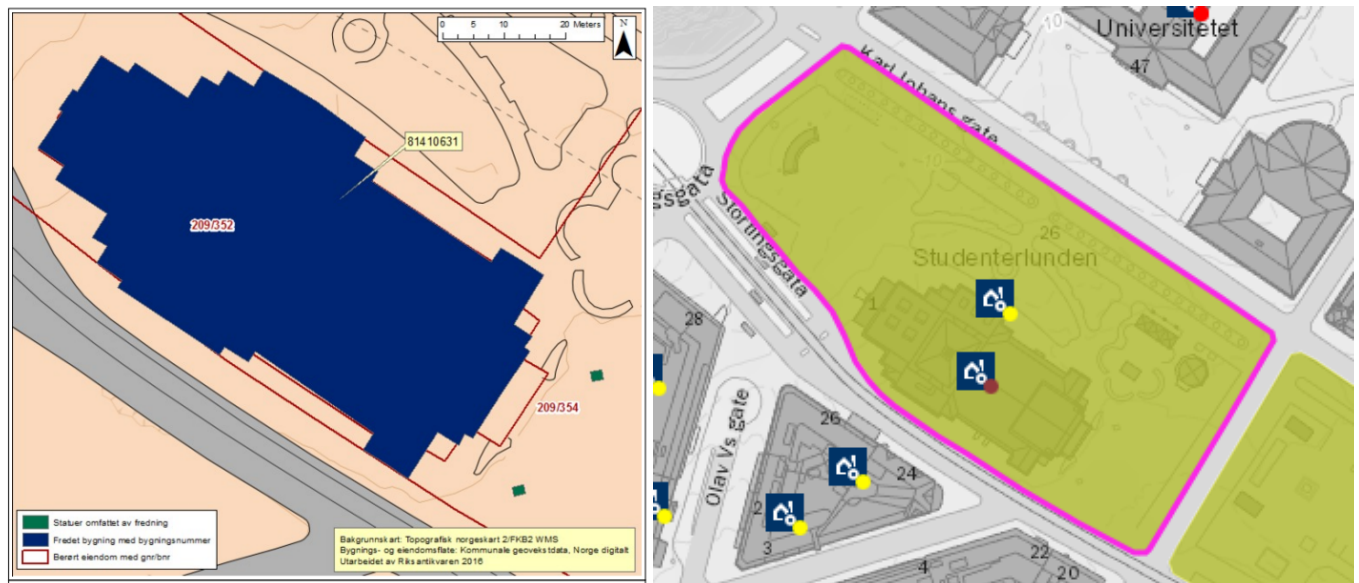 0 5 10 20 Meters
N
81410631
209/352
209/354
Statuer omfattet av fredning
Fredet bygning med bygningsnummer
Berørt eiendom med gnr/bnr
Bakgrunnskart: Topografisk norgeskart 2/FKB2 WMS
Bygnings- og eiendomsflate: Kommunale geovekstdata, Norge digitalt
Utarbeidet av Riksantikvaren 2016
10
Universitetet
47
Karl Johans gate
10
gsgata
Stortingsgata
26
Studenterlunden
1
28
Olav Vs gate
26
24
2
3
4
22
20